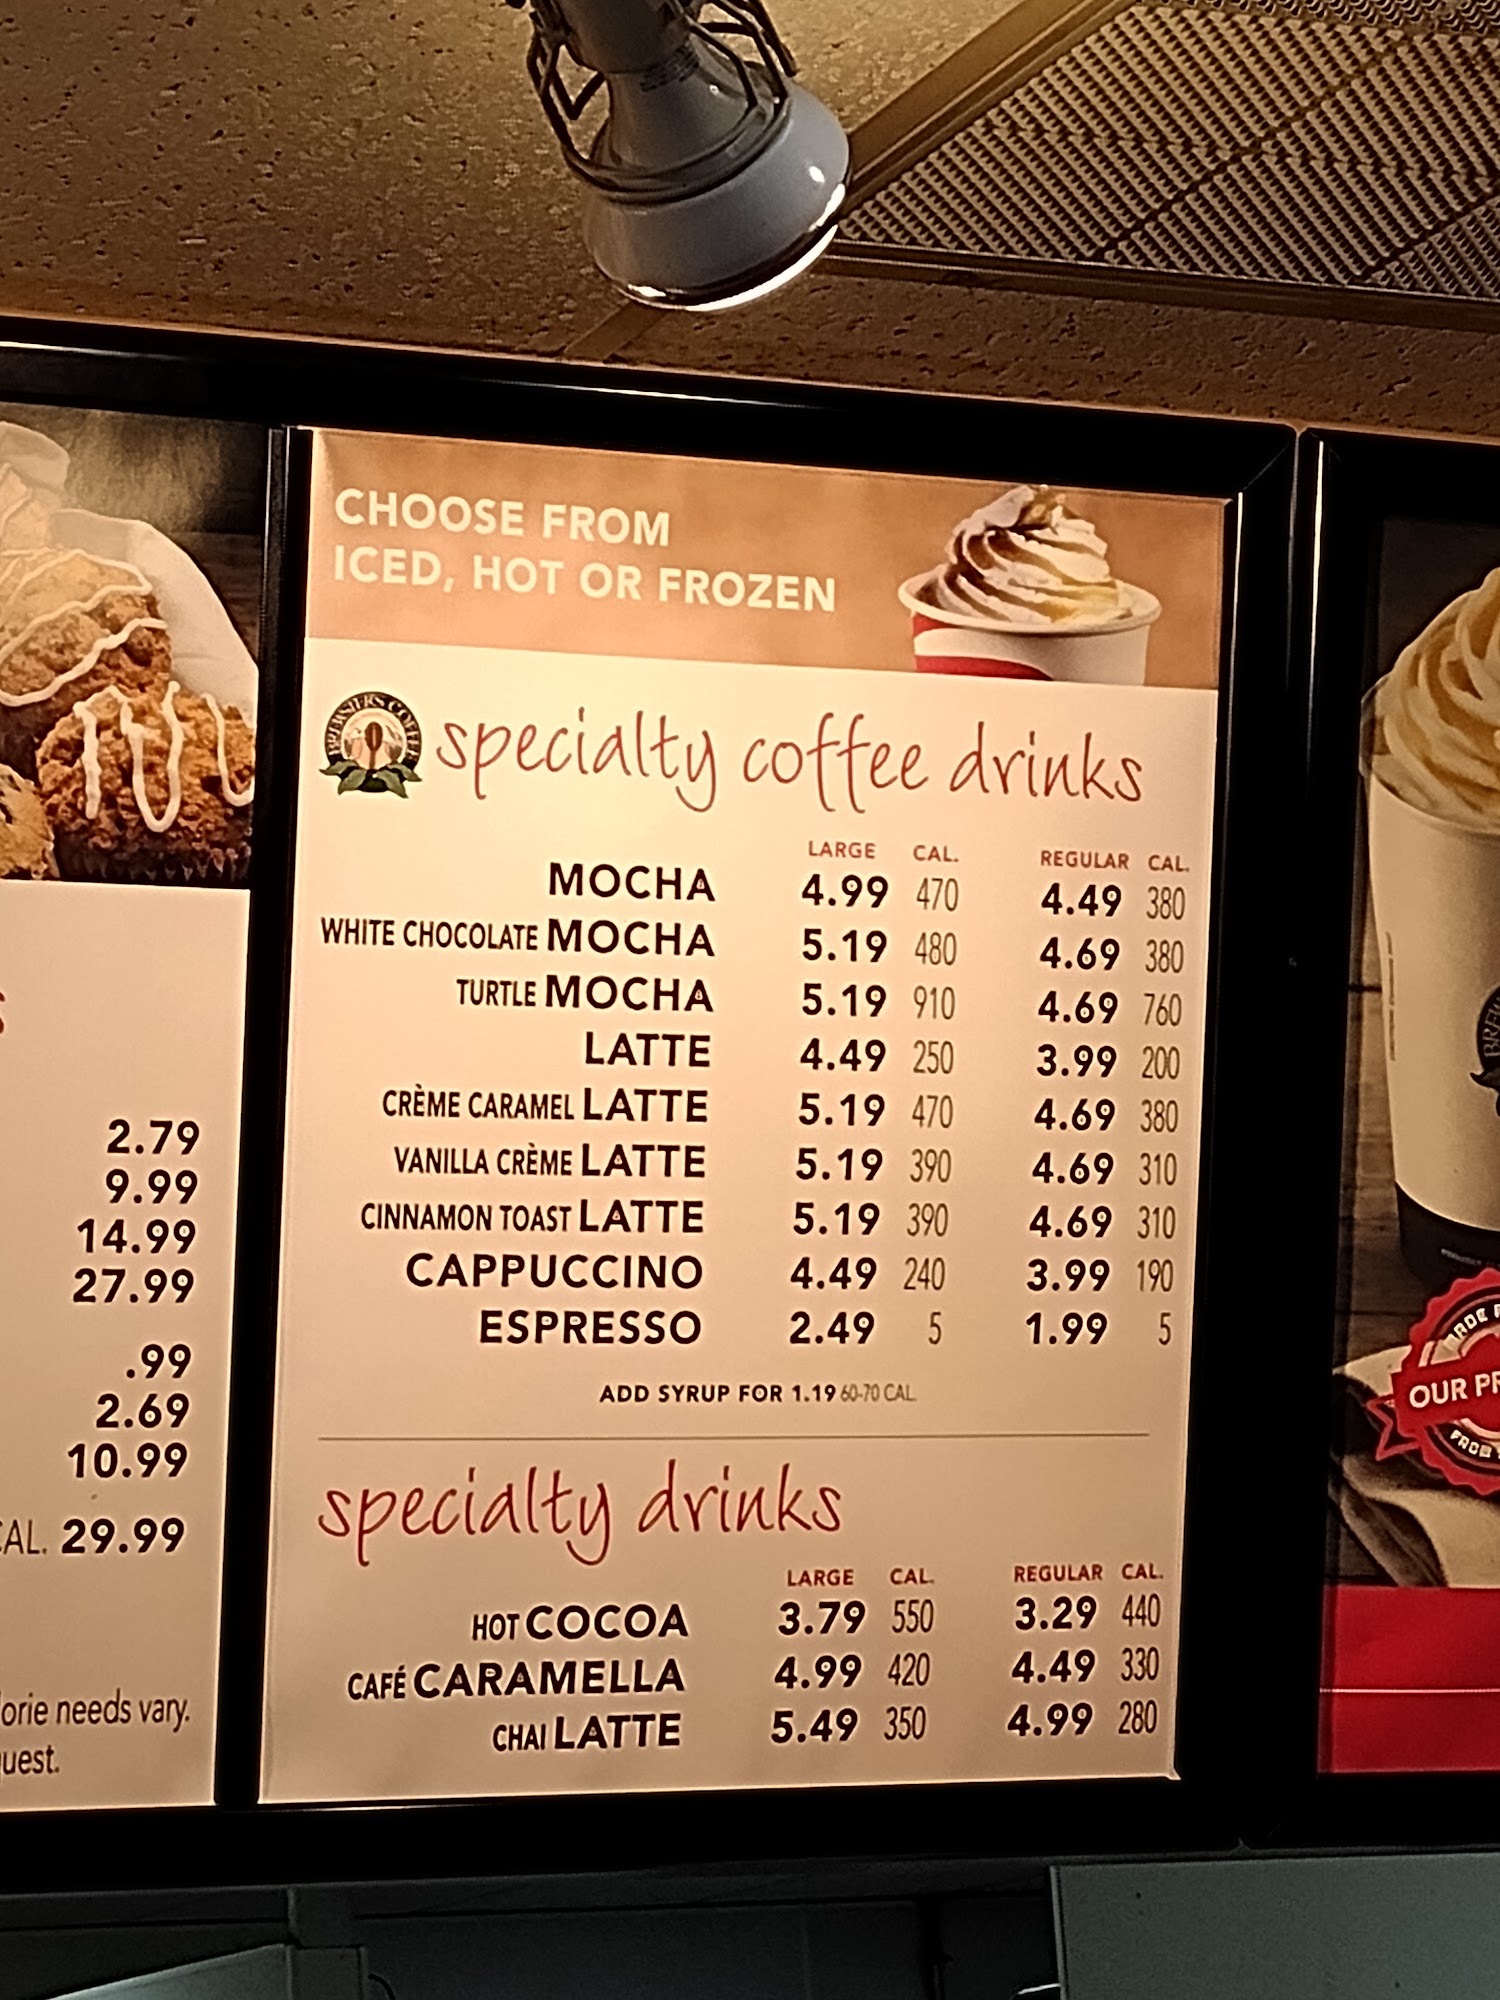 2.79
9.99
14.99
27.99
.99
2.69
10.99
CAL. 29.99
needs vary.
CHOOSE FROM
ICED, HOT OR FROZEN
BREWSTERS COFFEE
specialty coffee drinks
LARGE CAL. REGULAR CAL.
MOCHA 4.99 470 4.49 380
WHITE CHOCOLATE MOCHA 5.19 480 4.69 380
TURTLE MOCHA 5.19 910 4.69 760
LATTE 4.49 250 3.99 200
CRÈME CARAMEL LATTE 5.19 470 4.69 380
VANILLA CRÈME LATTE 5.19 390 4.69 310
CINNAMON TOAST LATTE 5.19 390 4.69 310
CAPPUCCINO 4.49 240 3.99 190
ESPRESSO 2.49 5 1.99 5
ADD SYRUP FOR 1.19 60-70 CAL.
specialty drinks
LARGE CAL. REGULAR CAL.
HOT COCOA 3.79 550 3.29 440
CAFÉ CARAMELLA 4.99 420 4.49 330
CHAI LATTE 5.49 350 4.99 280
OUR